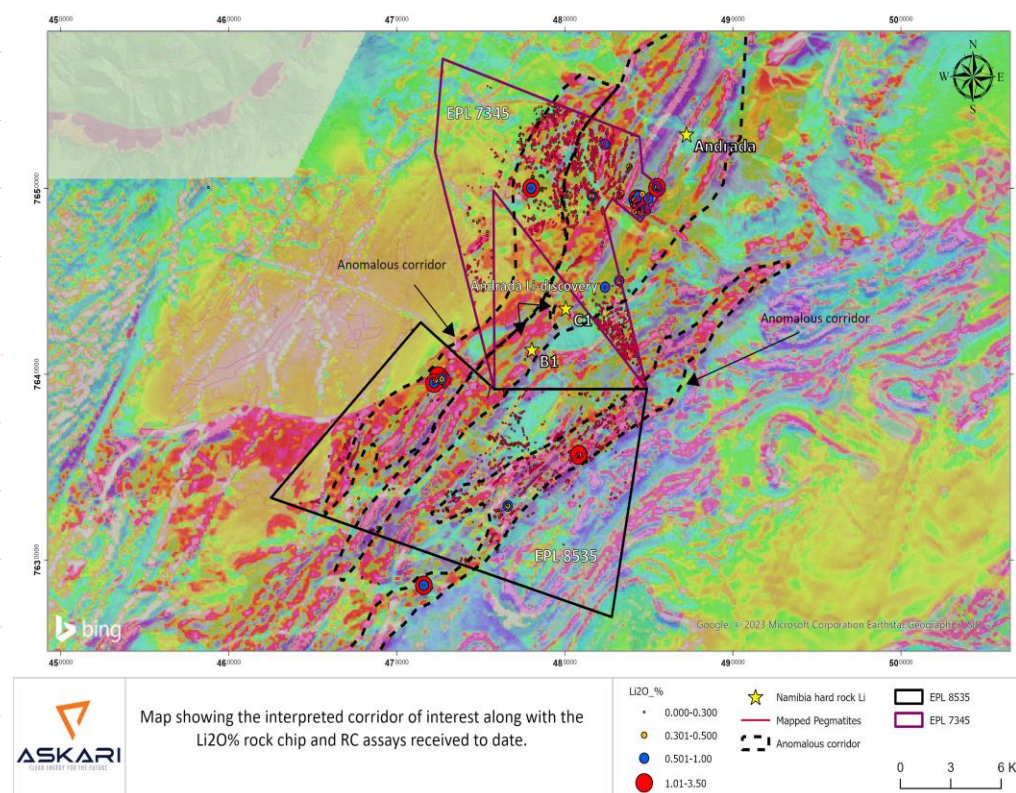 450000 460000 470000 480000 490000 500000
N
W E
S
EPL 7345
Andrada
7650000
Anomalous corridor
Andrada Li-discovery
C1
Anomalous corridor
B1
7640000
EPL 8535
7630000
bing
Google, © 2023 Microsoft Corporation Earthstar Geographics SIO
450000 460000 470000 480000 490000 500000
ASKARI
CLEAN ENERGY FOR THE FUTURE
Map showing the interpreted corridor of interest along with the
Li2O% rock chip and RC assays received to date.
Li2O_%
0.000-0.300
0.301-0.500
0.501-1.00
1.01-3.50
Namibia hard rock Li
Mapped Pegmatites
Anomalous corridor
EPL 8535
EPL 7345
0 3 6 K